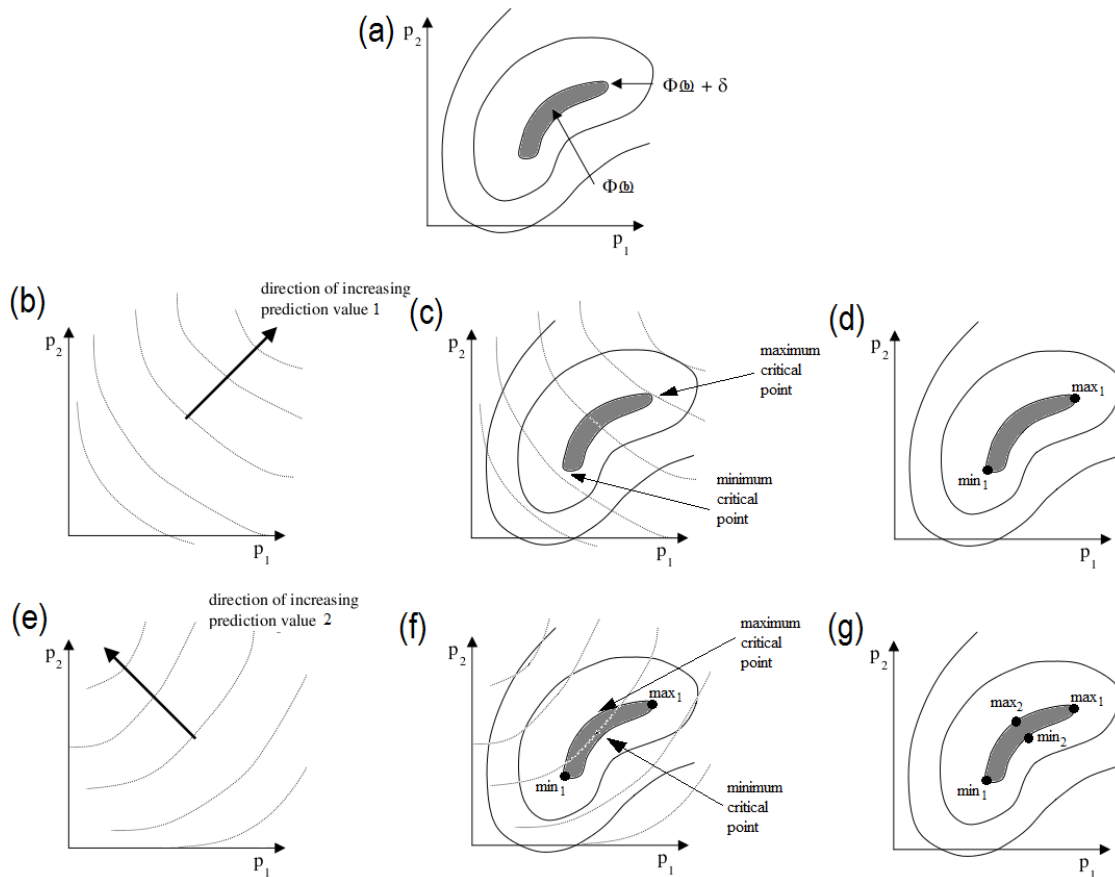 (a)
p2
Φ(b) + δ
Φ(b)
p1
(b)
direction of increasing
prediction value 1
p2
p1
(c)
p2
maximum
critical
point
minimum
critical
point
p1
(d)
p2
max1
min1
p1
(e)
direction of increasing
prediction value 2
p2
p1
(f)
p2
maximum
critical
point
max1
min1
minimum
critical
point
p1
(g)
p2
max2
max1
min2
min1
p1